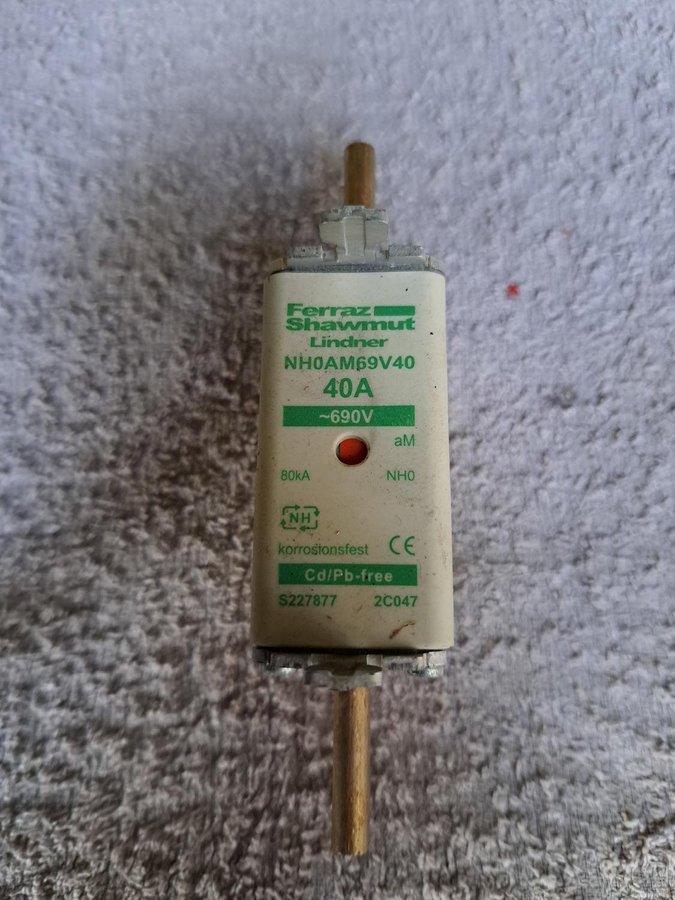 Ferraz
Shawmut
Lindner
NH0AM69V40
40A
~690V
aM
80kA NH0
NH
korrosionsfest CE
Cd/Pb-free
S227877 2C047